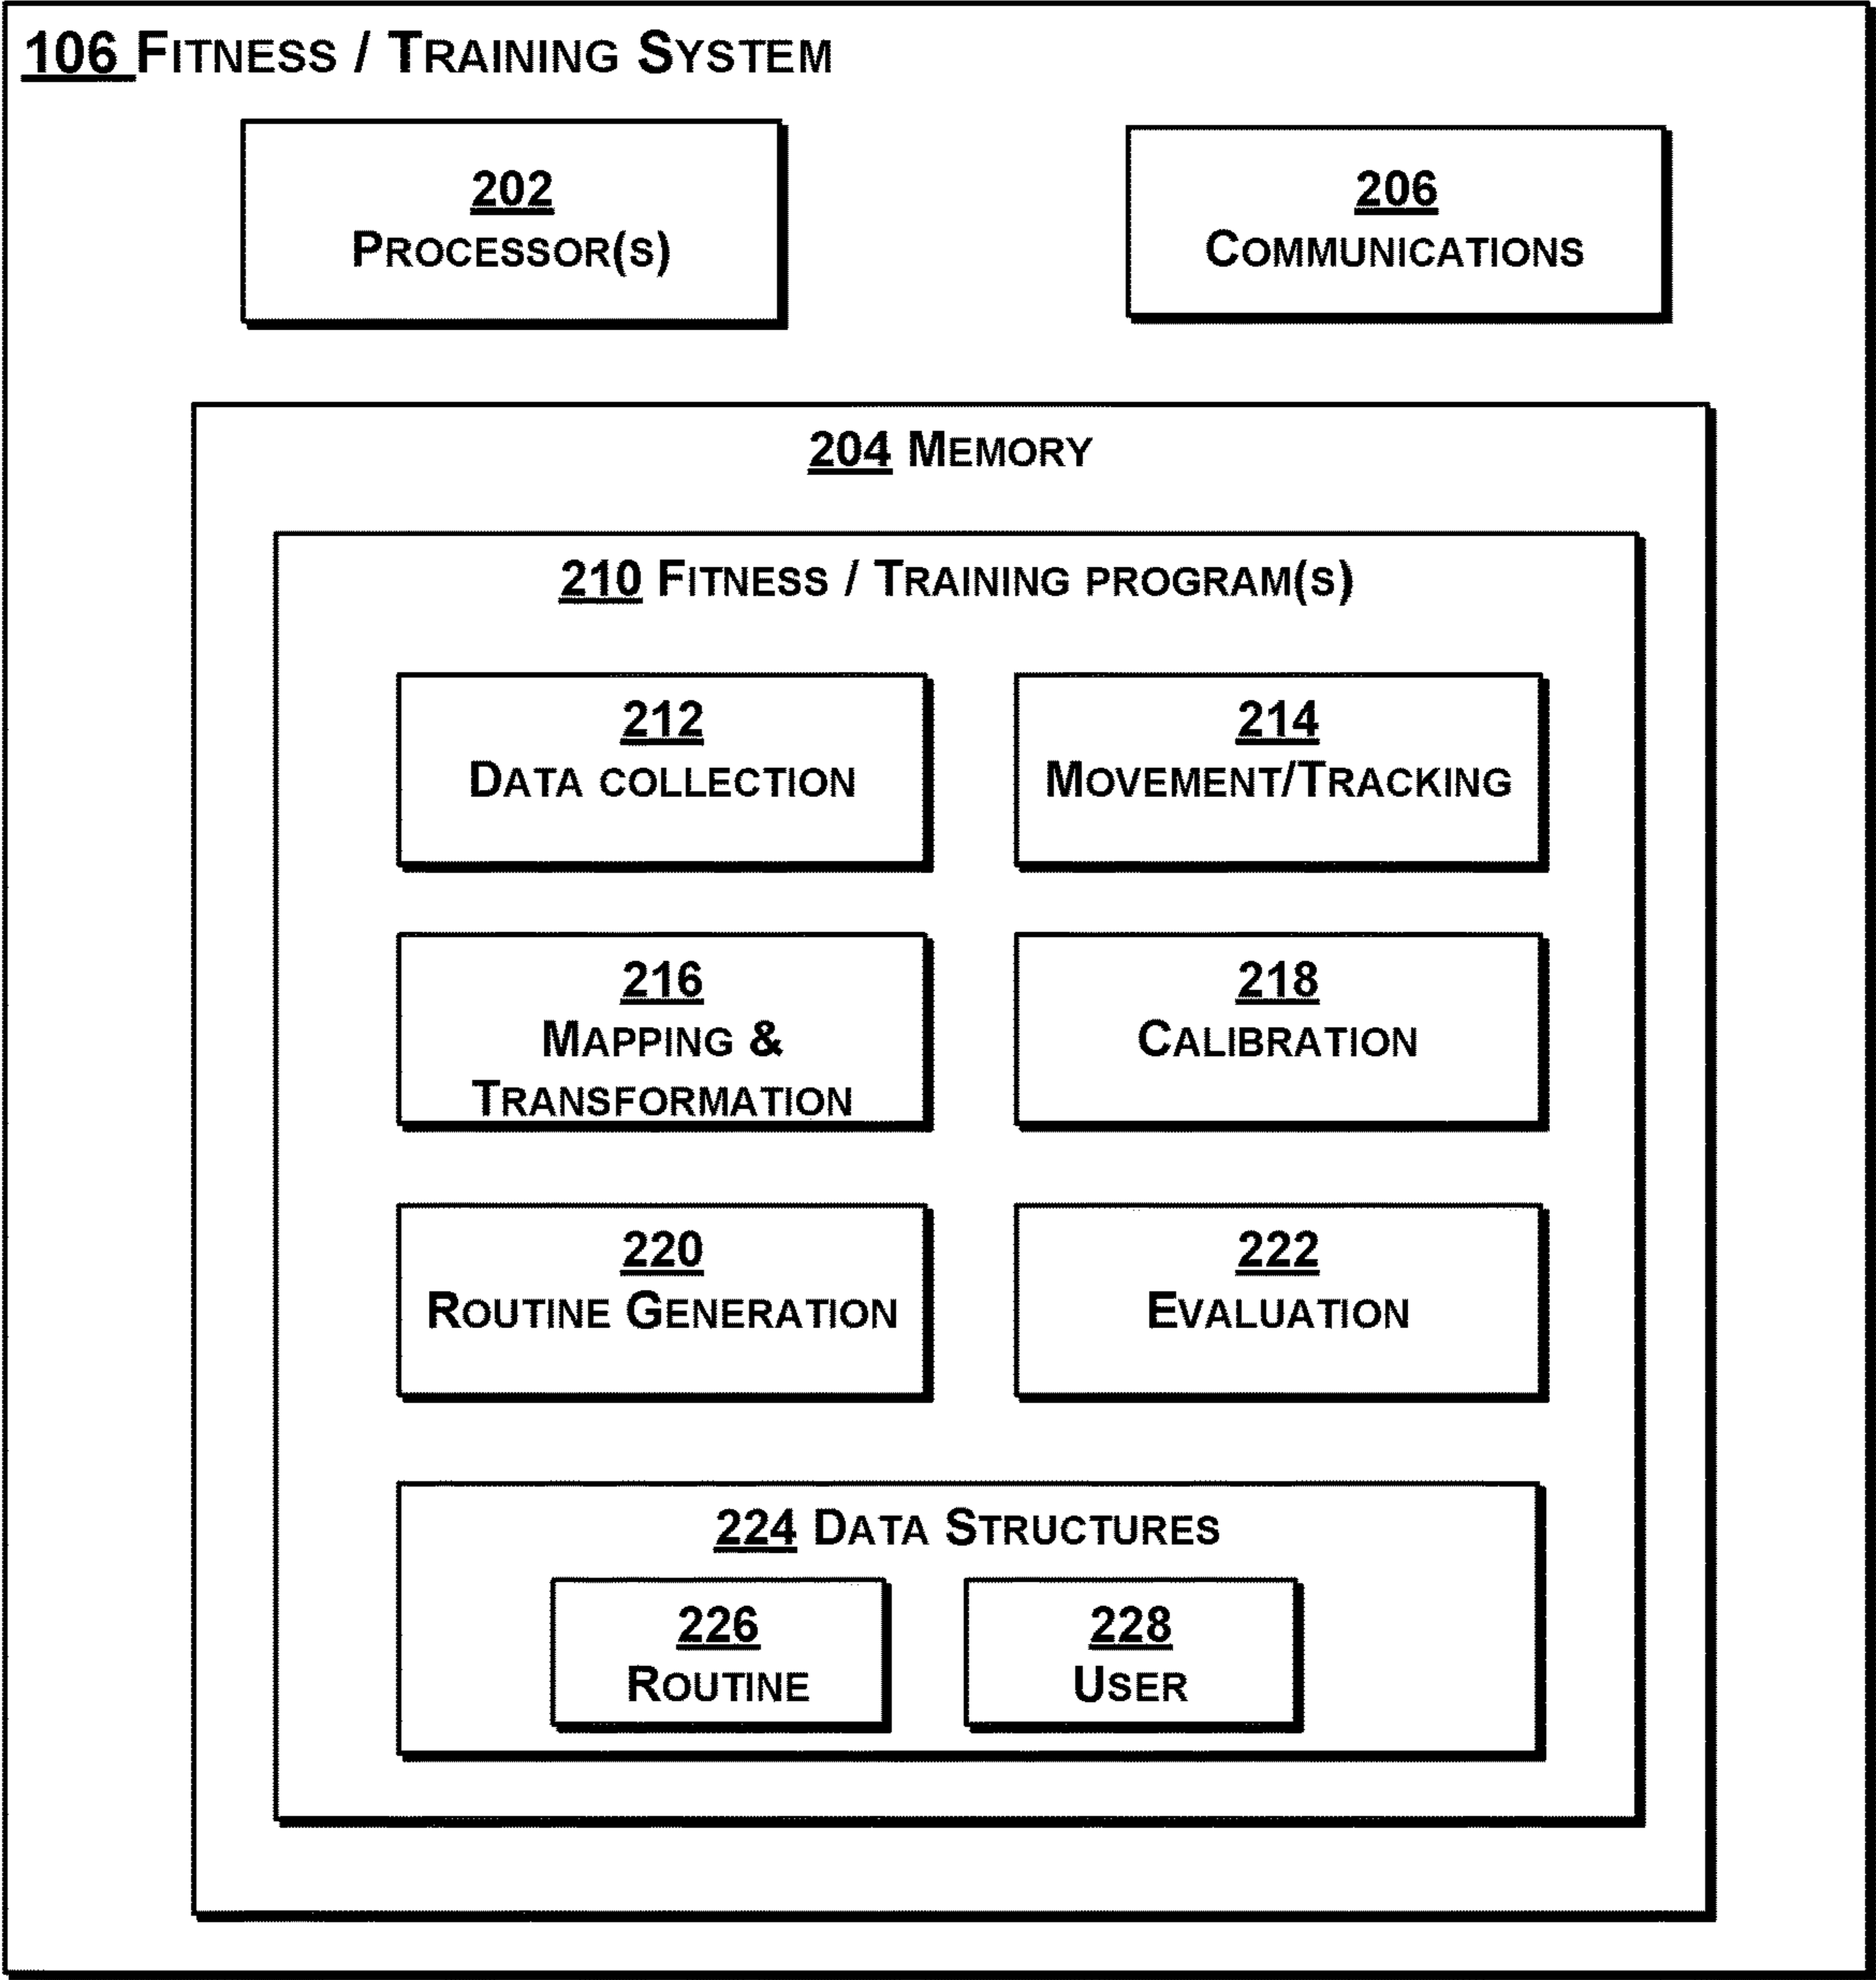 106 Fitness / Training System
202
Processor(s)
206
Communications
204 Memory
210 Fitness / Training program(s)
212
Data collection
214
Movement/Tracking
216
Mapping &
Transformation
218
Calibration
220
Routine Generation
222
Evaluation
224 Data Structures
226
Routine
228
User